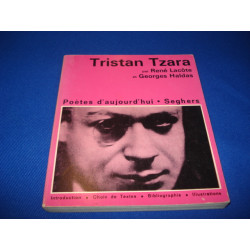 Tristan Tzara
par René Lacôte
et Georges Haldas
Poètes d'aujourd'hui • Seghers
Introduction • Choix de Textes • Bibliographie • Illustrations